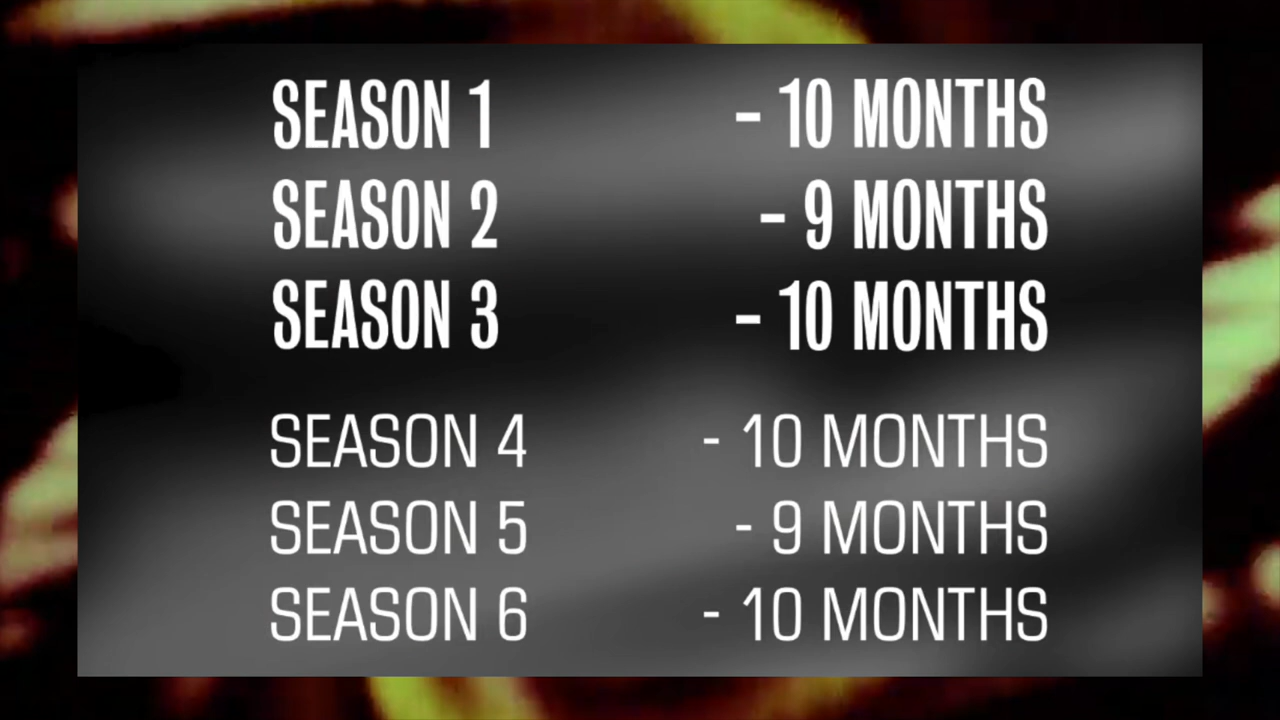 SEASON 1 – 10 MONTHS
SEASON 2 – 9 MONTHS
SEASON 3 – 10 MONTHS
SEASON 4 - 10 MONTHS
SEASON 5 - 9 MONTHS
SEASON 6 - 10 MONTHS